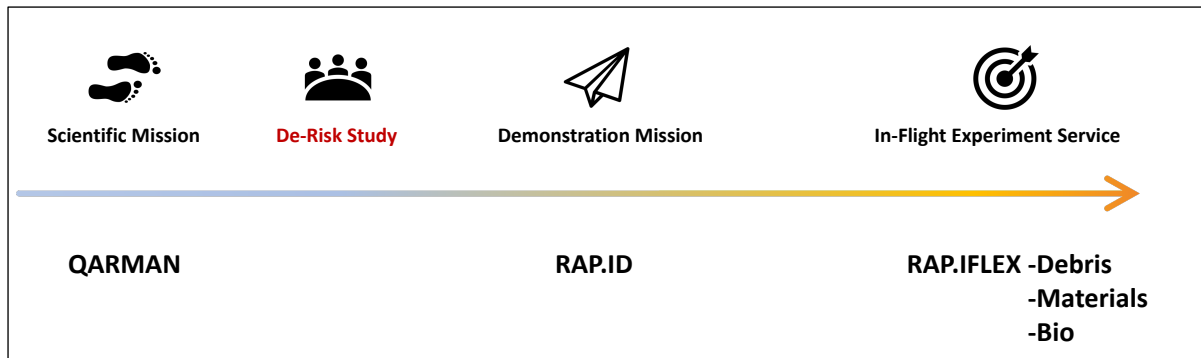 Scientific Mission
De-Risk Study
Demonstration Mission
In-Flight Experiment Service
QARMAN
RAP.ID
RAP.IFLEX -Debris
-Materials
-Bio